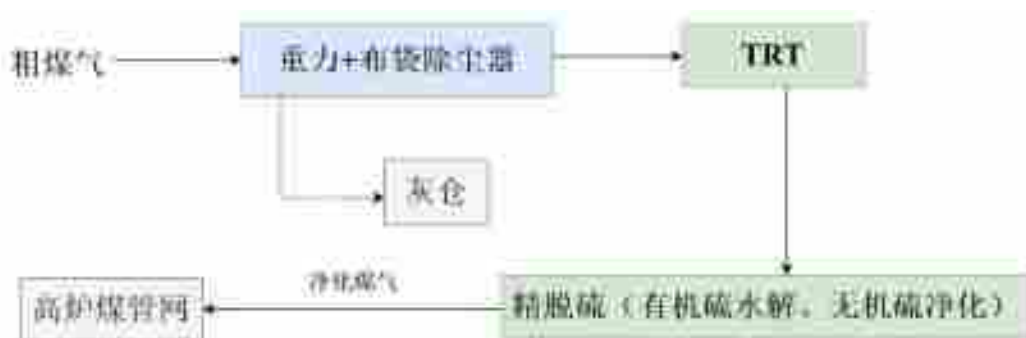 粗煤气
重力+布袋除尘器
TRT
灰仓
净化煤气
高炉煤管网
精脱硫（有机硫水解、无机硫净化）